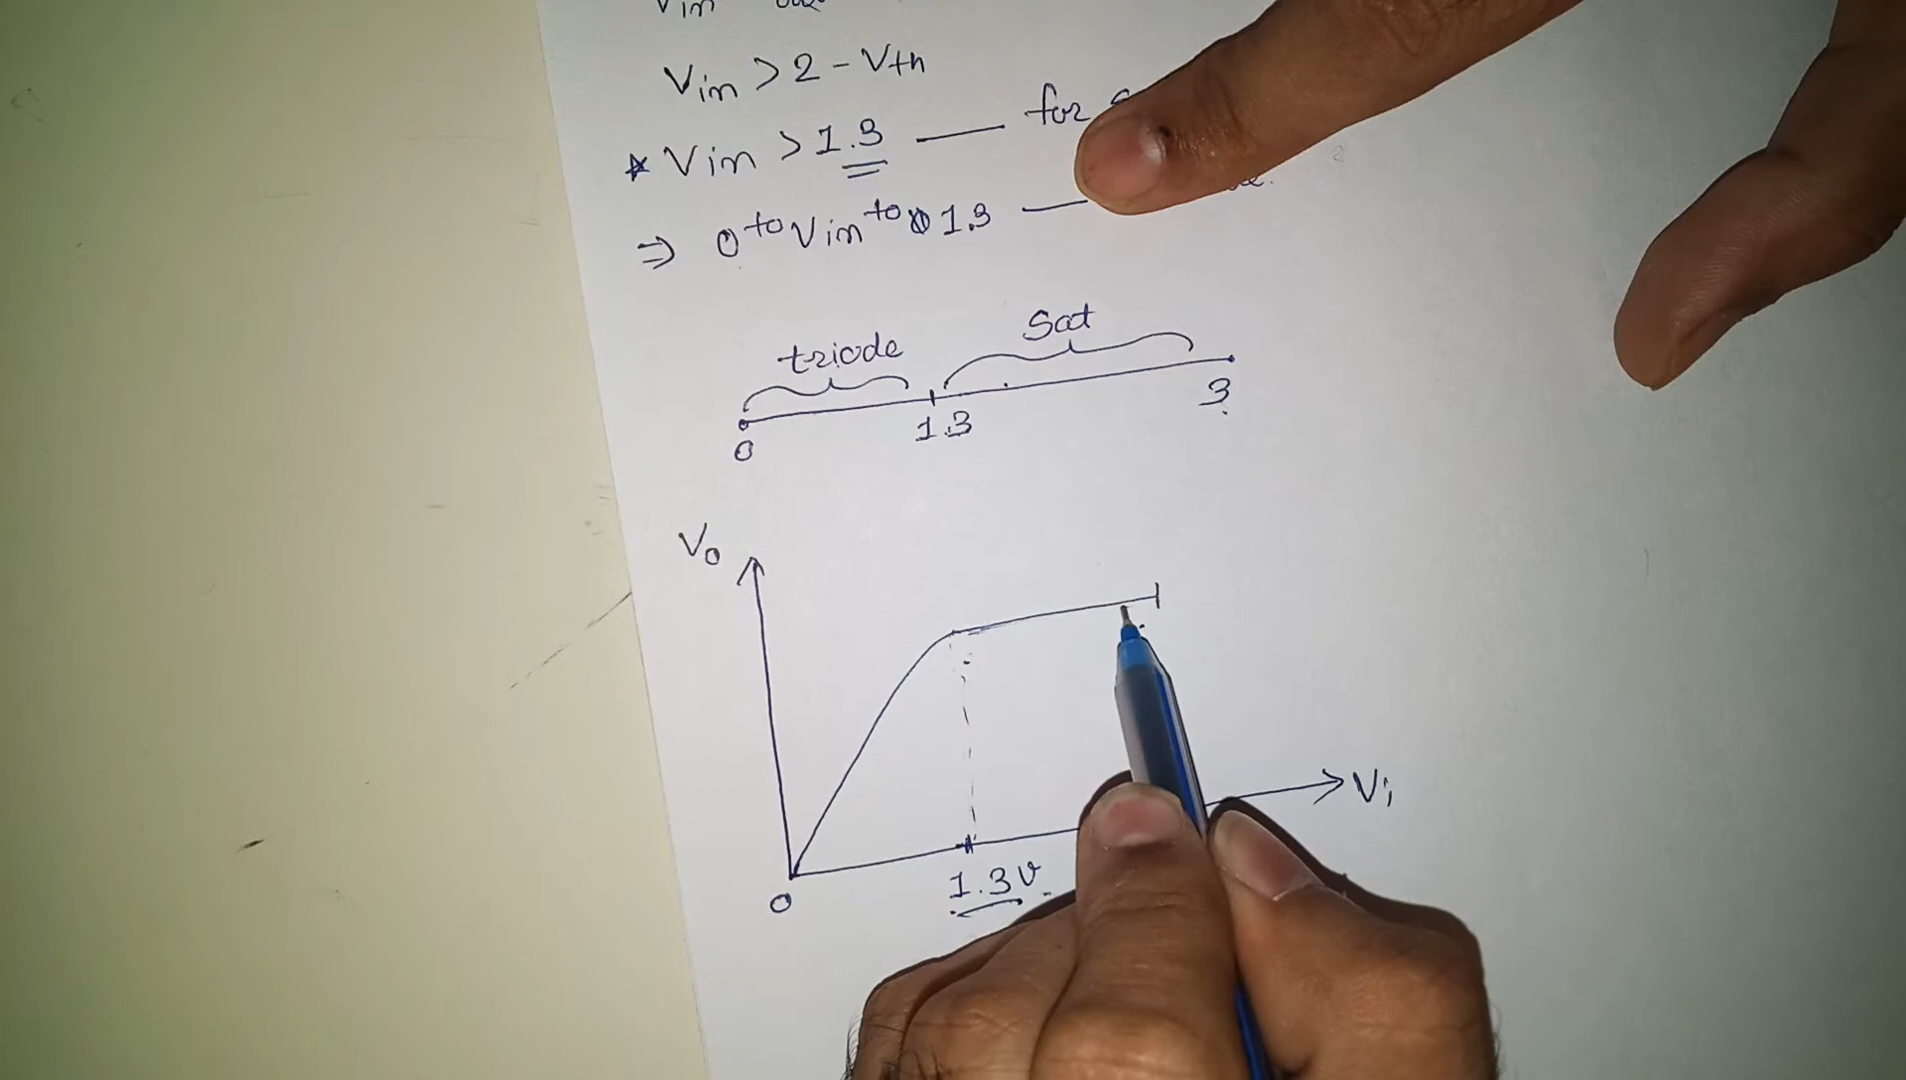 Vin
Vin > 2 - Vth
* Vin > 1.3 — for
⇒ 0 to Vin to 1.3 —
triode
Sat
0
1.3
3
Vo
0
1.3v
Vi